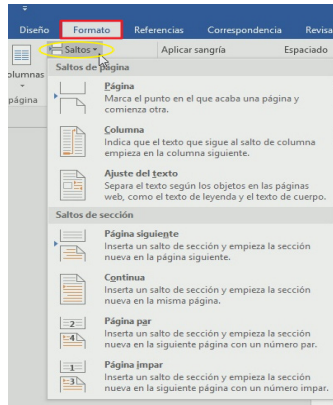 Diseño Formato Referencias Correspondencia Revisa
Saltos Aplicar sangría Espaciado
olumnas
página
Saltos de página
Página
Marca el punto en el que acaba una página y
comienza otra.
Columna
Indica que el texto que sigue al salto de columna
empieza en la columna siguiente.
Ajuste del texto
Separa el texto según los objetos en las páginas
web, como el texto de leyenda y el texto de cuerpo.
Saltos de sección
Página siguiente
Inserta un salto de sección y empieza la sección
nueva en la página siguiente.
Continua
Inserta un salto de sección y empieza la sección
nueva en la misma página.
2
4
Página par
Inserta un salto de sección y empieza la sección
nueva en la siguiente página con un número par.
1
3
Página impar
Inserta un salto de sección y empieza la sección
nueva en la siguiente página con un número impar.